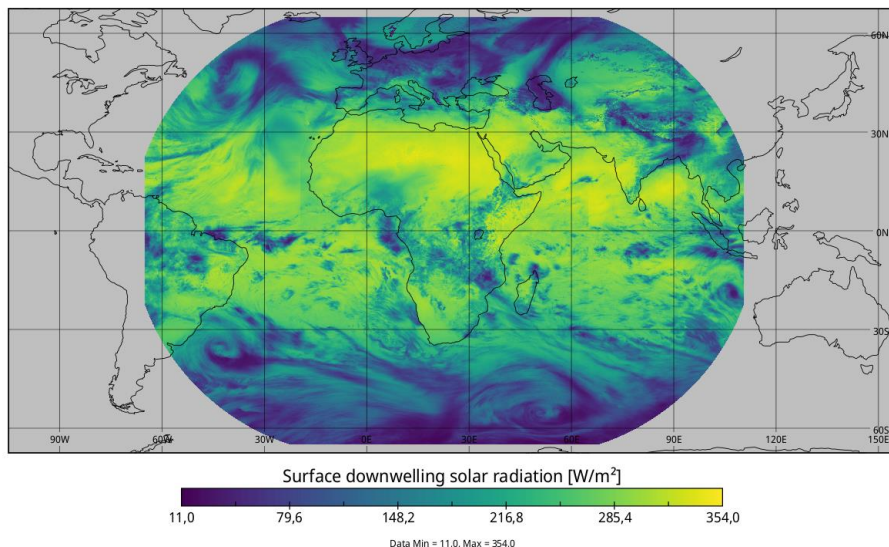 60N
30N
0N
30S
60S
90W 60W 30W 0E 30E 60E 90E 120E 150E
Surface downwelling solar radiation [W/m²]
11,0 79,6 148,2 216,8 285,4 354,0
Data Min = 11.0, Max = 354.0